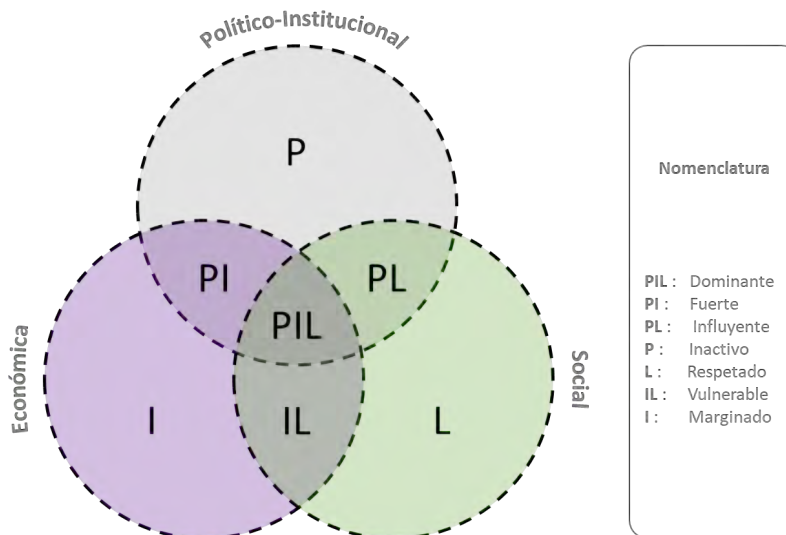 Político-Institucional
P
PI
PL
PIL
Económica
Social
I
IL
L
Nomenclatura
PIL : Dominante
PI : Fuerte
PL : Influyente
P : Inactivo
L : Respetado
IL : Vulnerable
I : Marginado